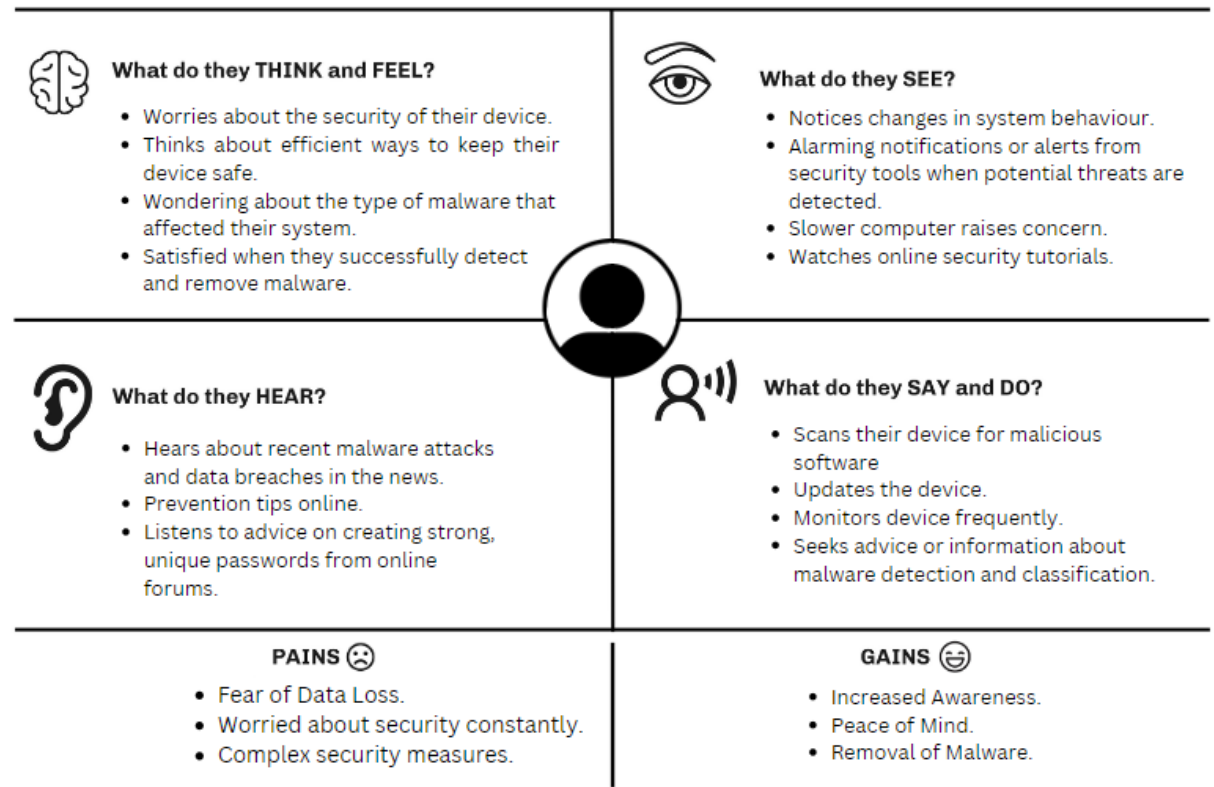 What do they THINK and FEEL?
• Worries about the security of their device.
• Thinks about efficient ways to keep their
device safe.
• Wondering about the type of malware that
affected their system.
• Satisfied when they successfully detect
and remove malware.
What do they SEE?
• Notices changes in system behaviour.
• Alarming notifications or alerts from
security tools when potential threats are
detected.
• Slower computer raises concern.
• Watches online security tutorials.
What do they HEAR?
• Hears about recent malware attacks
and data breaches in the news.
• Prevention tips online.
• Listens to advice on creating strong,
unique passwords from online
forums.
What do they SAY and DO?
• Scans their device for malicious
software
• Updates the device.
• Monitors device frequently.
• Seeks advice or information about
malware detection and classification.
PAINS
• Fear of Data Loss.
• Worried about security constantly.
• Complex security measures.
GAINS
• Increased Awareness.
• Peace of Mind.
• Removal of Malware.